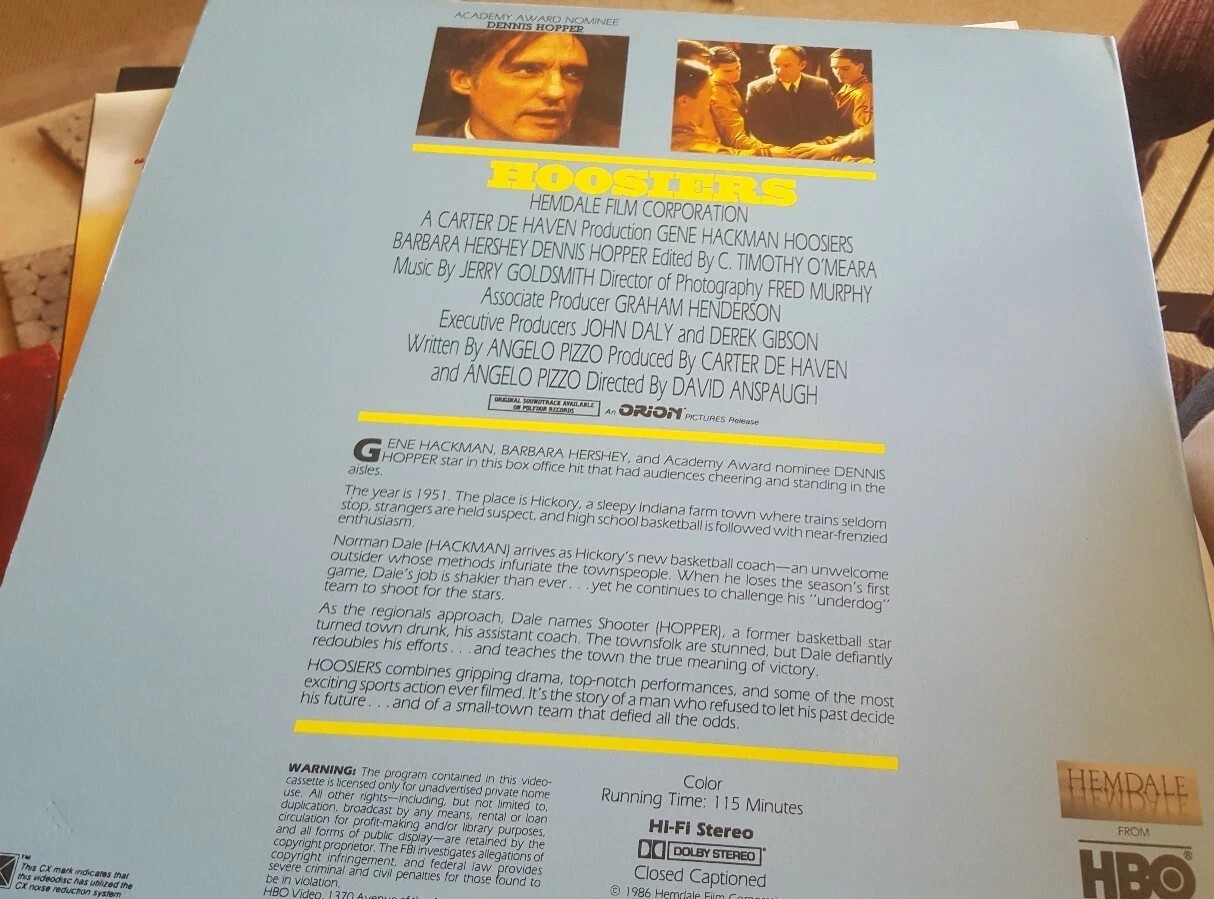 ACADEMY AWARD NOMINEE
DENNIS HOPPER
HOOSIERS
HEMDALE FILM CORPORATION
A CARTER DE HAVEN Production GENE HACKMAN HOOSIERS
BARBARA HERSHEY DENNIS HOPPER Edited By C. TIMOTHY O'MEARA
Music By JERRY GOLDSMITH Director of Photography FRED MURPHY
Associate Producer GRAHAM HENDERSON
Executive Producers JOHN DALY and DEREK GIBSON
Written By ANGELO PIZZO Produced By CARTER DE HAVEN
and ANGELO PIZZO Directed By DAVID ANSPAUGH
ORIGINAL SOUNDTRACK AVAILABLE
ON POLYDOR RECORDS
An ORION PICTURES Release
GENE HACKMAN, BARBARA HERSHEY, and Academy Award nominee DENNIS
HOPPER star in this box office hit that had audiences cheering and standing in the
aisles.
The year is 1951. The place is Hickory, a sleepy Indiana farm town where trains seldom
stop, strangers are held suspect, and high school basketball is followed with near-frenzied
enthusiasm.
Norman Dale (HACKMAN) arrives as Hickory's new basketball coach—an unwelcome
outsider whose methods infuriate the townspeople. When he loses the season's first
game, Dale's job is shakier than ever . . . yet he continues to challenge his "underdog"
team to shoot for the stars.
As the regionals approach, Dale names Shooter (HOPPER), a former basketball star
turned town drunk, his assistant coach. The townsfolk are stunned, but Dale defiantly
redoubles his efforts . . . and teaches the town the true meaning of victory.
HOOSIERS combines gripping drama, top-notch performances, and some of the most
exciting sports action ever filmed. It's the story of a man who refused to let his past decide
his future . . . and of a small-town team that defied all the odds.
WARNING: The program contained in this video-
cassette is licensed only for unadvertised private home
use. All other rights—including, but not limited to,
duplication, broadcast by any means, rental or loan
circulation for profit-making and/or library purposes,
and all forms of public display—are retained by the
copyright proprietor. The FBI investigates allegations of
copyright infringement, and federal law provides
severe criminal and civil penalties for those found to
be in violation.
HBO Video, 1370 Avenue of the
Color
Running Time: 115 Minutes
Hi-Fi Stereo
DOLBY STEREO
Closed Captioned
© 1986 Hemdale Film
HEMDALE
FROM
HBO®
TM
This CX mark indicates that
this videodisc has utilized the
CX noise reduction system